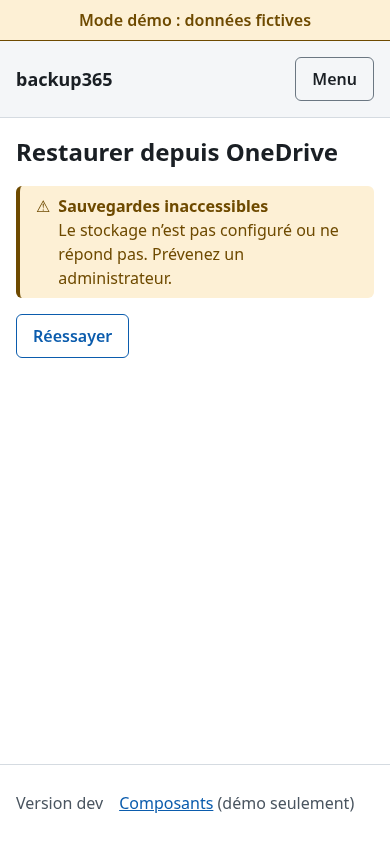 Mode démo : données fictives
backup365
Menu
Restaurer depuis OneDrive
⚠ Sauvegardes inaccessibles
Le stockage n’est pas configuré ou ne
répond pas. Prévenez un
administrateur.
Réessayer
Version dev Composants (démo seulement)